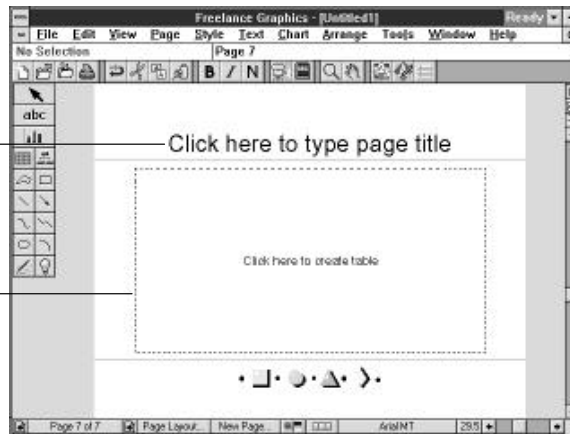 Freelance Graphics - [Untitled1]
Ready
File Edit View Page Style Text Chart Arrange Tools Window Help
No Selection Page 7
B I N
abc
Click here to type page title
Click here to create table
Page 7 of 7 Page Layout... New Page... Arial MT 29.5